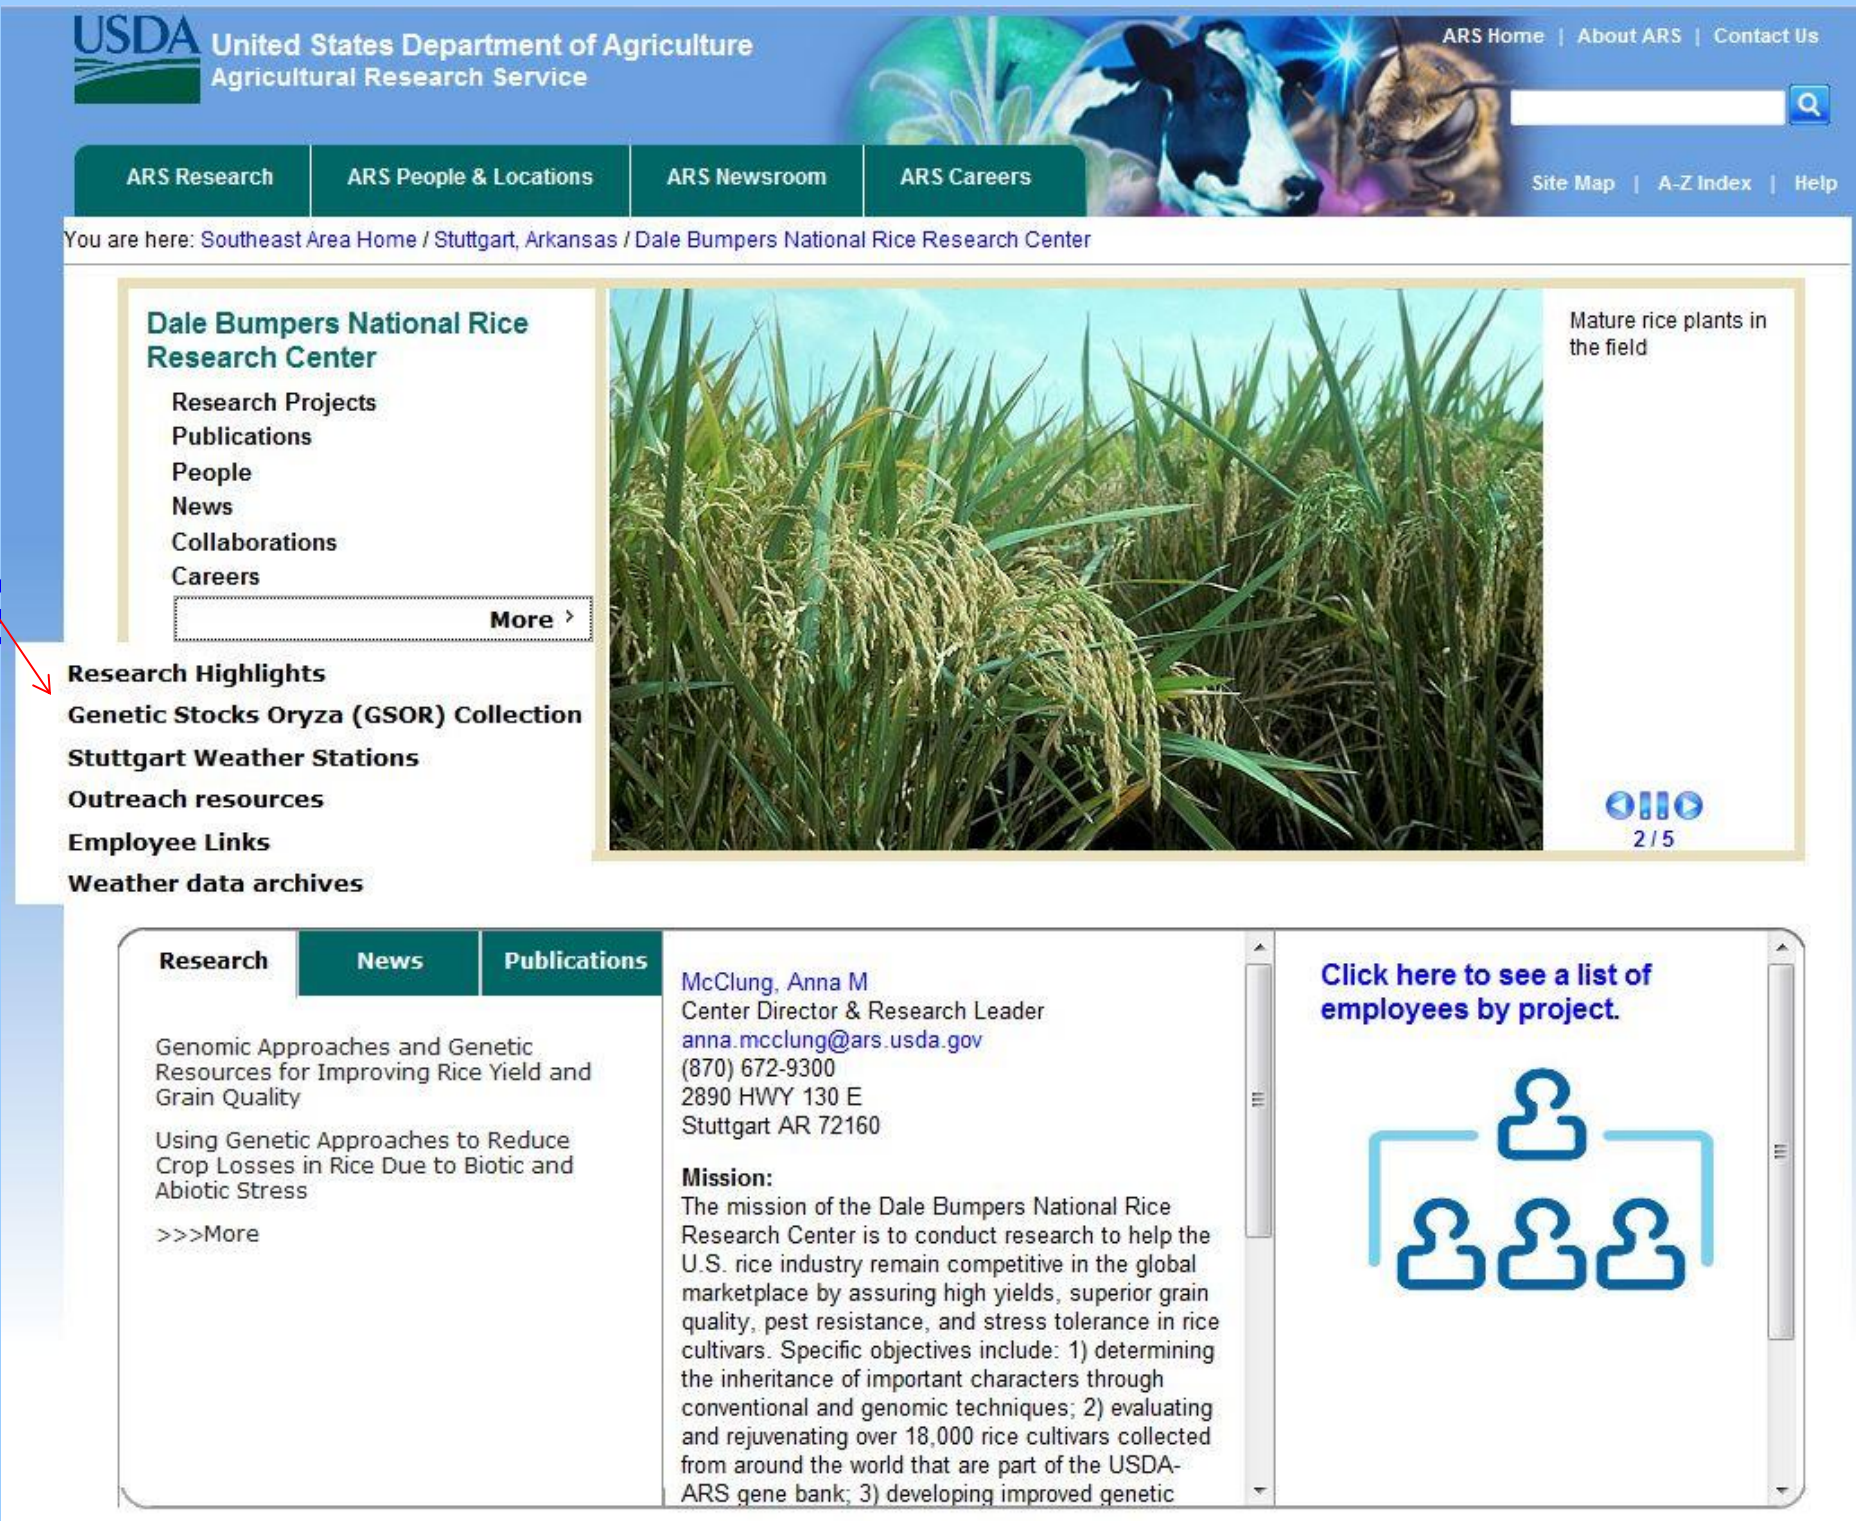 USDA
United States Department of Agriculture
Agricultural Research Service
ARS Home | About ARS | Contact Us
ARS Research
ARS People & Locations
ARS Newsroom
ARS Careers
Site Map | A-Z Index | Help
You are here: Southeast Area Home / Stuttgart, Arkansas / Dale Bumpers National Rice Research Center
Dale Bumpers National Rice
Research Center
Research Projects
Publications
People
News
Collaborations
Careers
More ›
Research Highlights
Genetic Stocks Oryza (GSOR) Collection
Stuttgart Weather Stations
Outreach resources
Employee Links
Weather data archives
Mature rice plants in
the field
2 / 5
Research
News
Publications
Genomic Approaches and Genetic
Resources for Improving Rice Yield and
Grain Quality
Using Genetic Approaches to Reduce
Crop Losses in Rice Due to Biotic and
Abiotic Stress
>>>More
McClung, Anna M
Center Director & Research Leader
anna.mcclung@ars.usda.gov
(870) 672-9300
2890 HWY 130 E
Stuttgart AR 72160
Mission:
The mission of the Dale Bumpers National Rice
Research Center is to conduct research to help the
U.S. rice industry remain competitive in the global
marketplace by assuring high yields, superior grain
quality, pest resistance, and stress tolerance in rice
cultivars. Specific objectives include: 1) determining
the inheritance of important characters through
conventional and genomic techniques; 2) evaluating
and rejuvenating over 18,000 rice cultivars collected
from around the world that are part of the USDA-
ARS gene bank; 3) developing improved genetic
Click here to see a list of
employees by project.